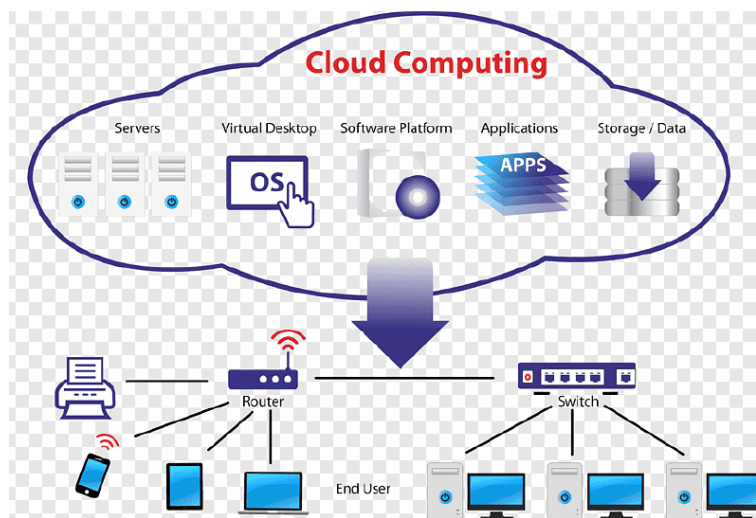 Cloud Computing
Servers
Virtual Desktop
Software Platform
Applications
Storage / Data
OS
APPS
Router
Switch
End User